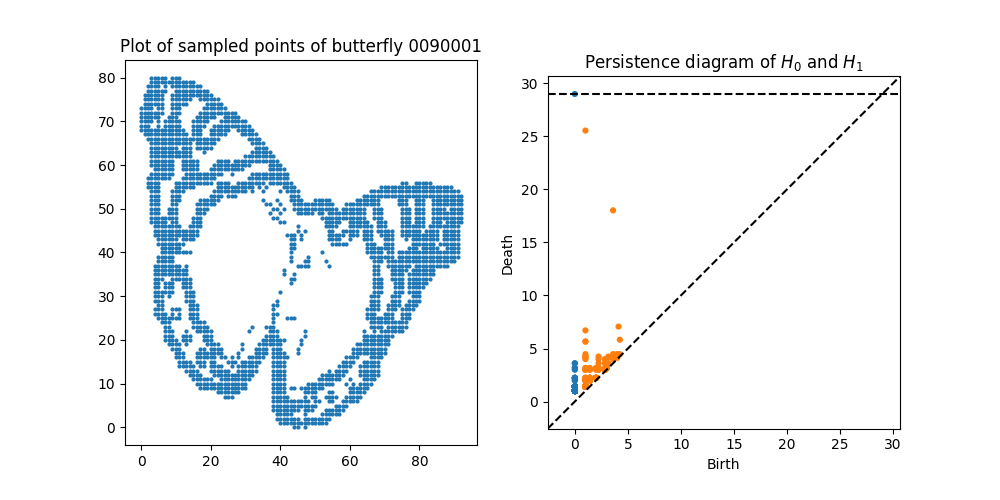 Plot of sampled points of butterfly 0090001
80
70
60
50
40
30
20
10
0
0 20 40 60 80
Persistence diagram of H₀ and H₁
30
25
20
15
10
5
0
Death
0 5 10 15 20 25 30
Birth